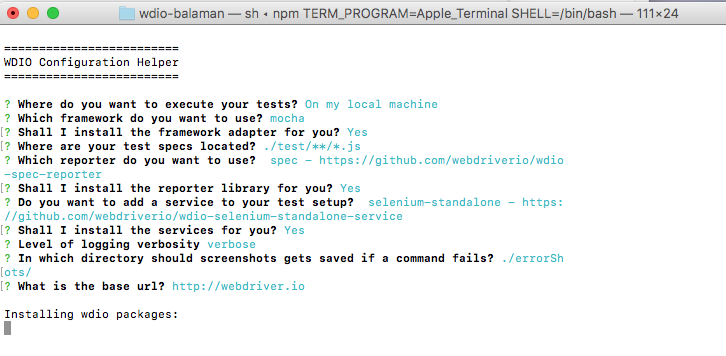 wdio-balaman — sh ◂ npm TERM_PROGRAM=Apple_Terminal SHELL=/bin/bash — 111×24
=========================
WDIO Configuration Helper
=========================
? Where do you want to execute your tests? On my local machine
? Which framework do you want to use? mocha
[? Shall I install the framework adapter for you? Yes
? Where are your test specs located? ./test/**/*.js
? Which reporter do you want to use?  spec - https://github.com/webdriverio/wdio
-spec-reporter
[? Shall I install the reporter library for you? Yes
? Do you want to add a service to your test setup?  selenium-standalone - https:
//github.com/webdriverio/wdio-selenium-standalone-service
[? Shall I install the services for you? Yes
? Level of logging verbosity verbose
? In which directory should screenshots gets saved if a command fails? ./errorSh
[ots/
[? What is the base url? http://webdriver.io
Installing wdio packages: